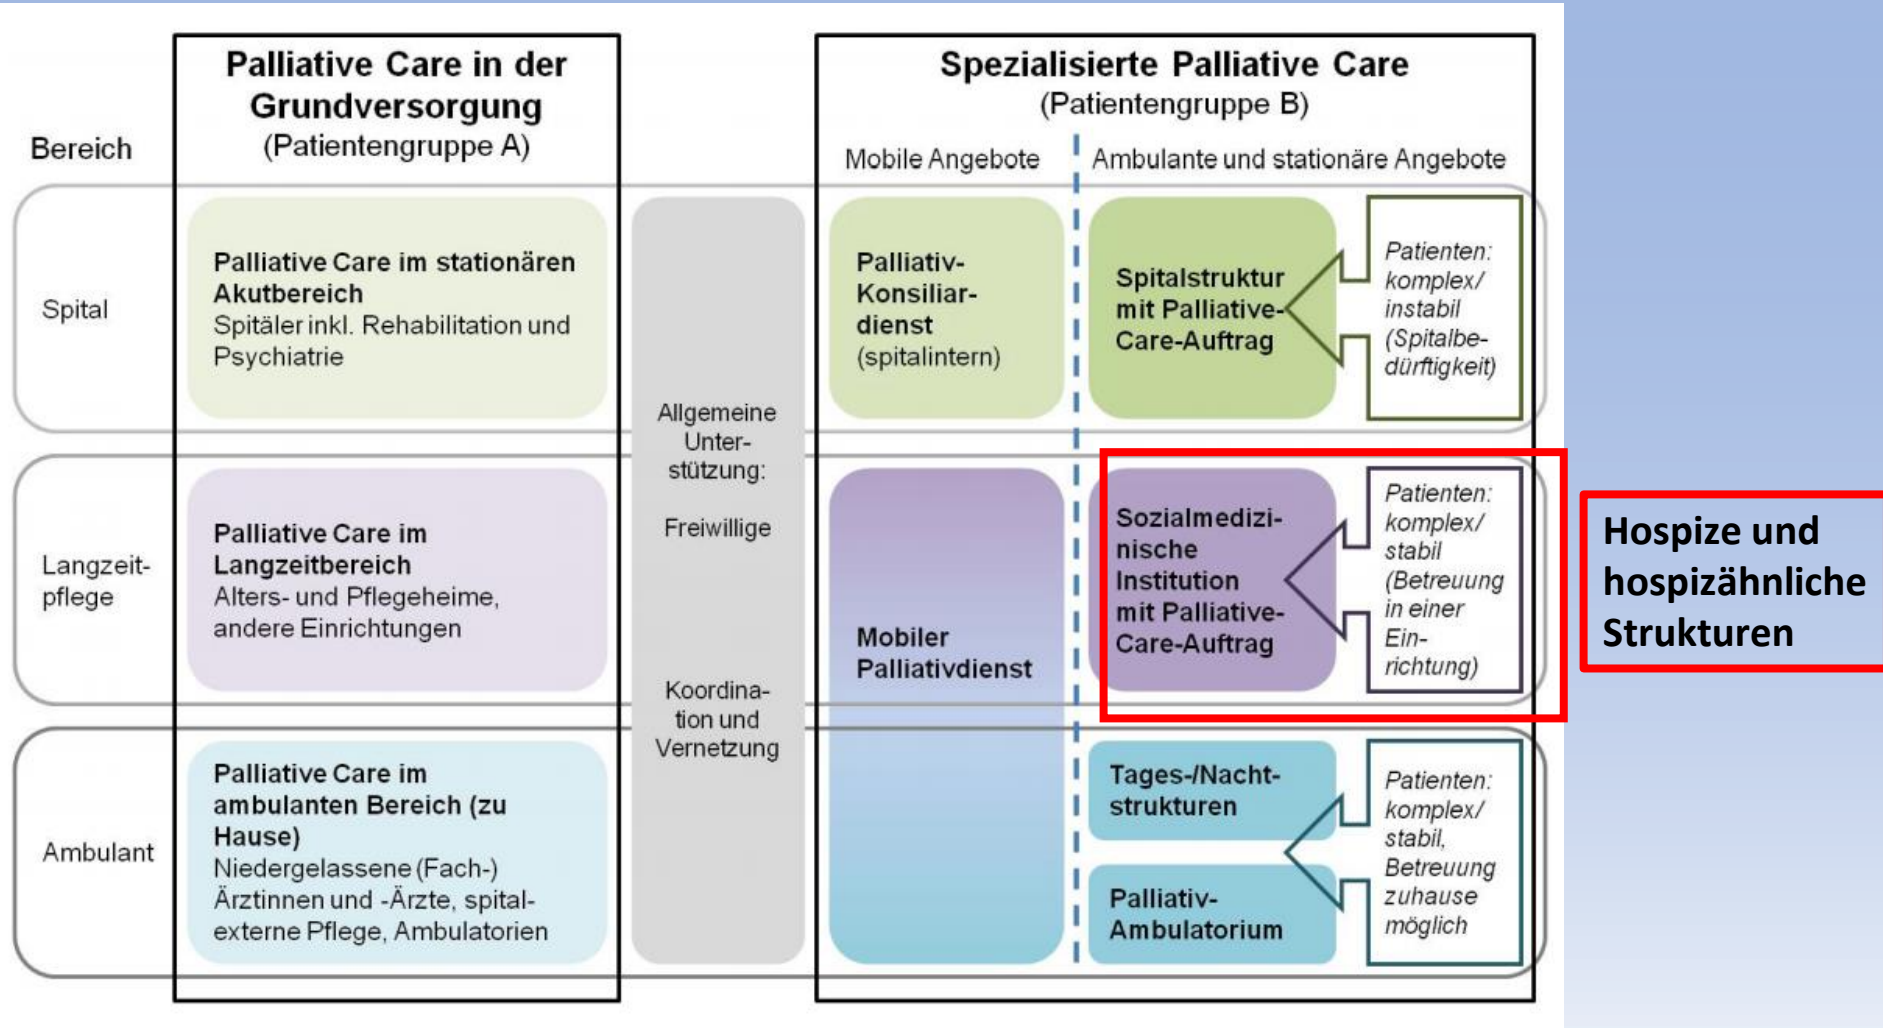 Palliative Care in der
Grundversorgung
(Patientengruppe A)
Spezialisierte Palliative Care
(Patientengruppe B)
Bereich
Mobile Angebote
Ambulante und stationäre Angebote
Spital
Palliative Care im stationären
Akutbereich
Spitäler inkl. Rehabilitation und
Psychiatrie
Allgemeine
Unter-
stützung:
Freiwillige
Koordina-
tion und
Vernetzung
Palliativ-
Konsiliar-
dienst
(spitalintern)
Spitalstruktur
mit Palliative-
Care-Auftrag
Patienten:
komplex/
instabil
(Spitalbe-
dürftigkeit)
Langzeit-
pflege
Palliative Care im
Langzeitbereich
Alters- und Pflegeheime,
andere Einrichtungen
Mobiler
Palliativdienst
Sozialmedizi-
nische
Institution
mit Palliative-
Care-Auftrag
Patienten:
komplex/
stabil
(Betreuung
in einer
Ein-
richtung)
Hospize und
hospizähnliche
Strukturen
Ambulant
Palliative Care im
ambulanten Bereich (zu
Hause)
Niedergelassene (Fach-)
Ärztinnen und -Ärzte, spital-
externe Pflege, Ambulatorien
Tages-/Nacht-
strukturen
Palliativ-
Ambulatorium
Patienten:
komplex/
stabil,
Betreuung
zuhause
möglich